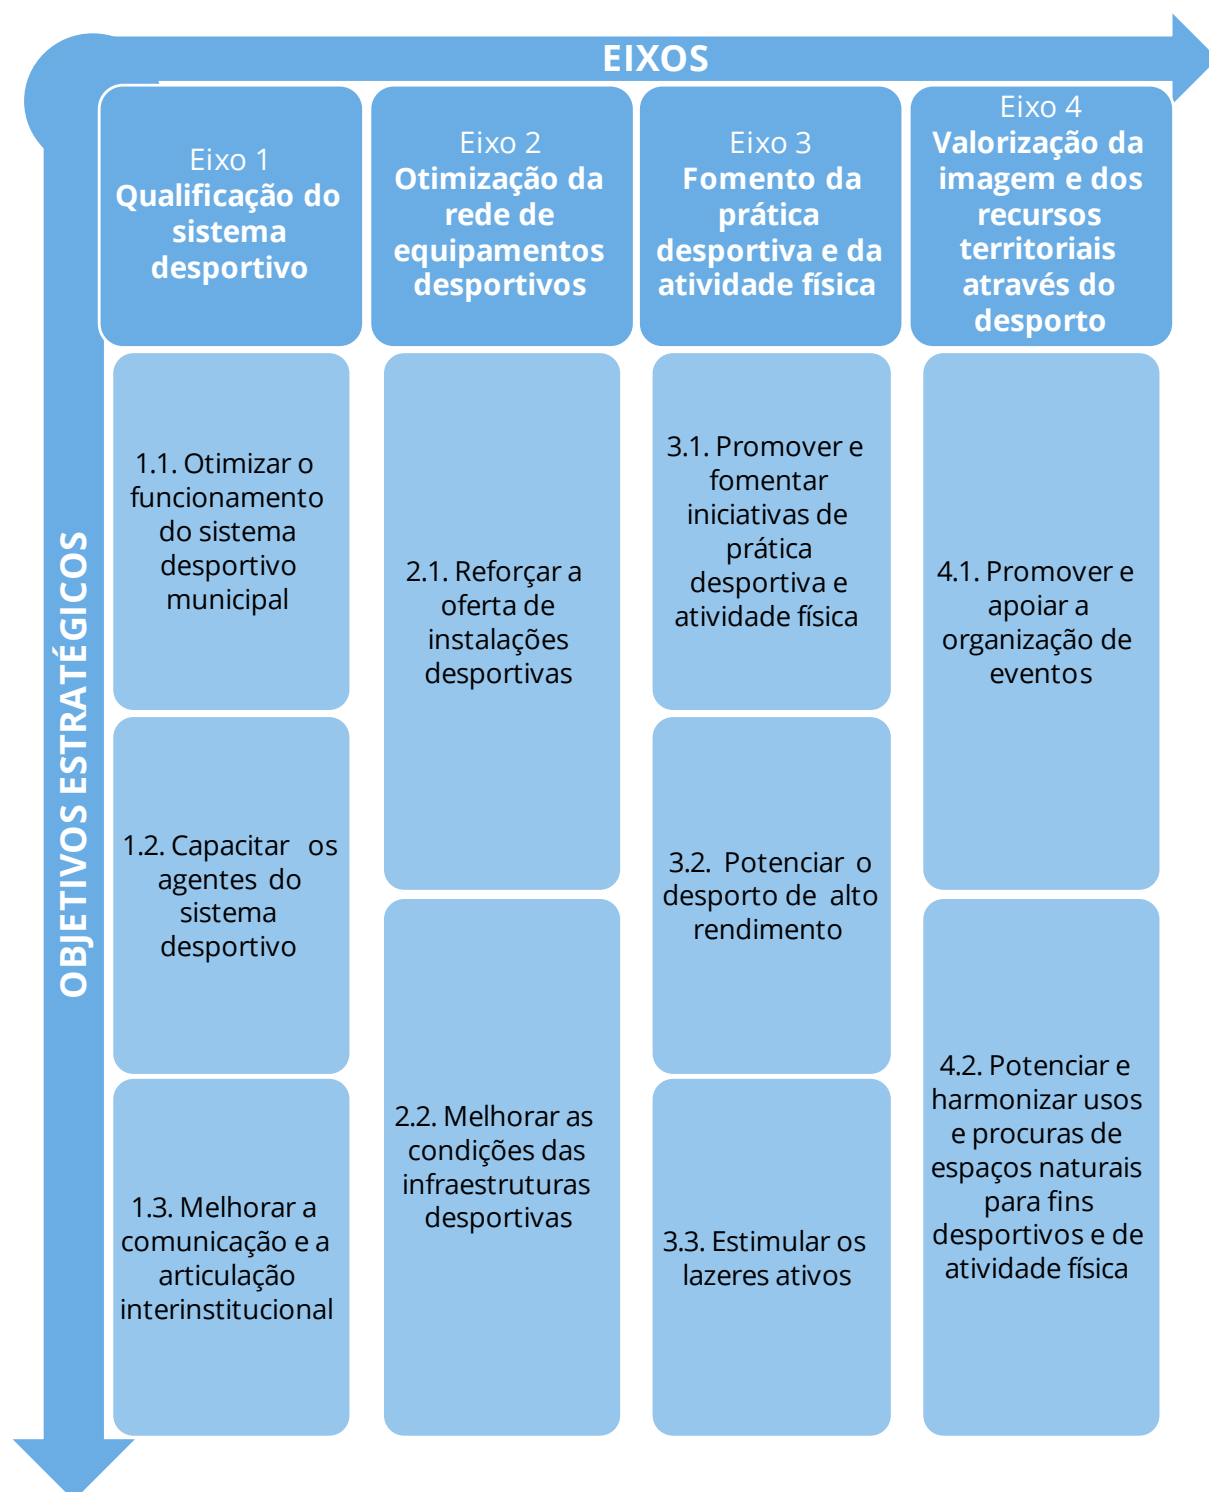 EIXOS
OBJETIVOS ESTRATÉGICOS
Eixo 1
Qualificação do
sistema
desportivo
1.1. Otimizar o
funcionamento
do sistema
desportivo
municipal
1.2. Capacitar os
agentes do
sistema
desportivo
1.3. Melhorar a
comunicação e a
articulação
interinstitucional
Eixo 2
Otimização da
rede de
equipamentos
desportivos
2.1. Reforçar a
oferta de
instalações
desportivas
2.2. Melhorar as
condições das
infraestruturas
desportivas
Eixo 3
Fomento da
prática
desportiva e da
atividade física
3.1. Promover e
fomentar
iniciativas de
prática
desportiva e
atividade física
3.2. Potenciar o
desporto de alto
rendimento
3.3. Estimular os
lazeres ativos
Eixo 4
Valorização da
imagem e dos
recursos
territoriais
através do
desporto
4.1. Promover e
apoiar a
organização de
eventos
4.2. Potenciar e
harmonizar usos
e procuras de
espaços naturais
para fins
desportivos e de
atividade física